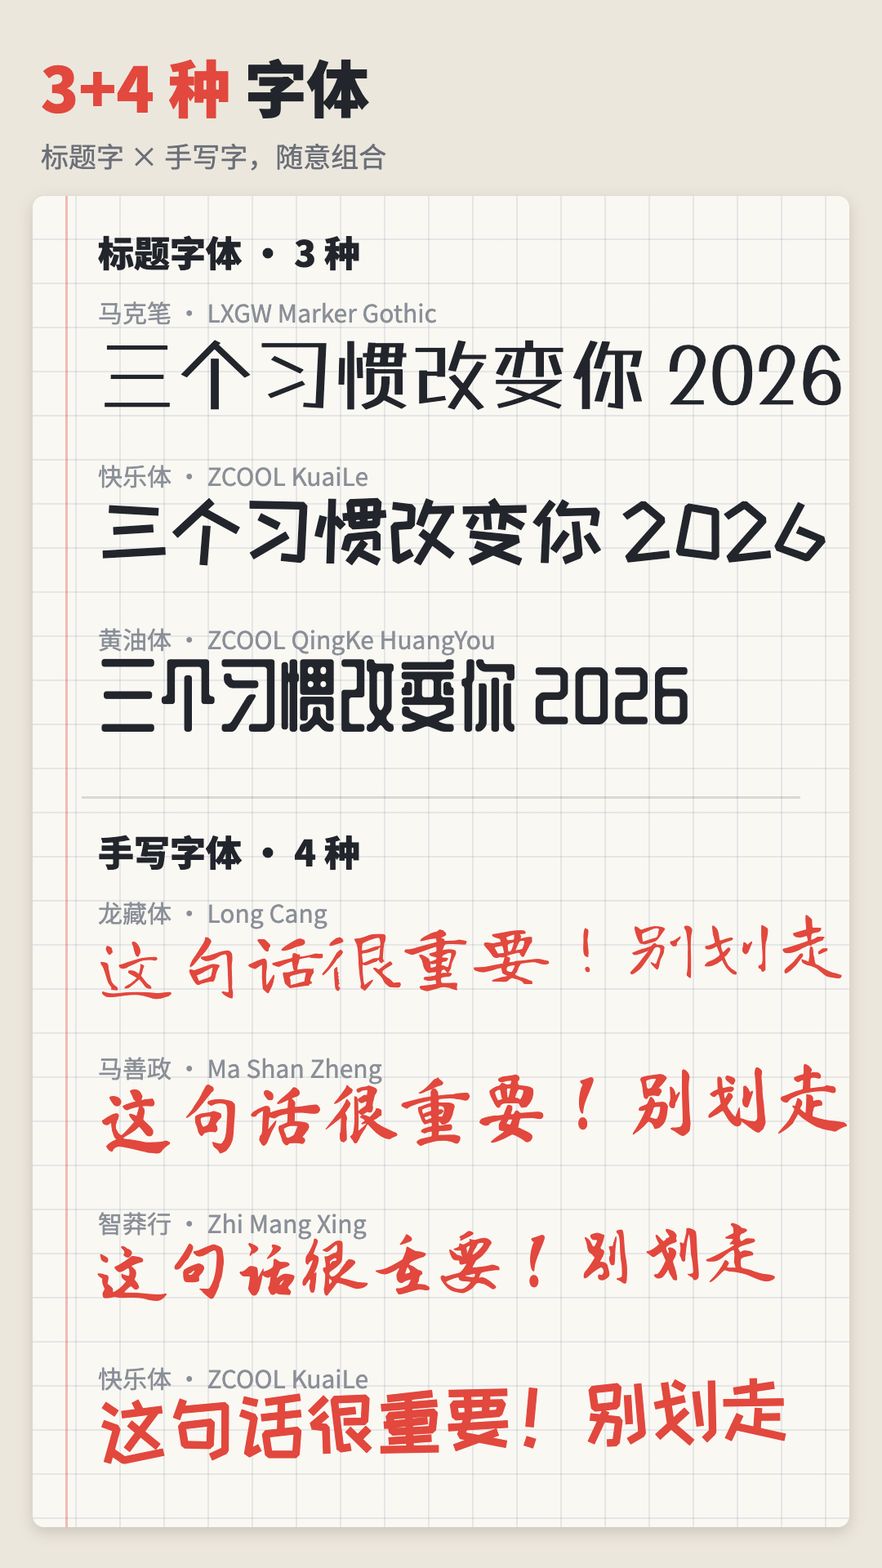 3+4 种 字体
标题字 × 手写字，随意组合
标题字体 · 3 种
马克笔 · LXGW Marker Gothic
三个习惯改变你 2026
快乐体 · ZCOOL KuaiLe
三个习惯改变你 2026
黄油体 · ZCOOL QingKe HuangYou
三个习惯改变你 2026
手写字体 · 4 种
龙藏体 · Long Cang
这句话很重要！别划走
马善政 · Ma Shan Zheng
这句话很重要！别划走
智莽行 · Zhi Mang Xing
这句话很重要！别划走
快乐体 · ZCOOL KuaiLe
这句话很重要！别划走